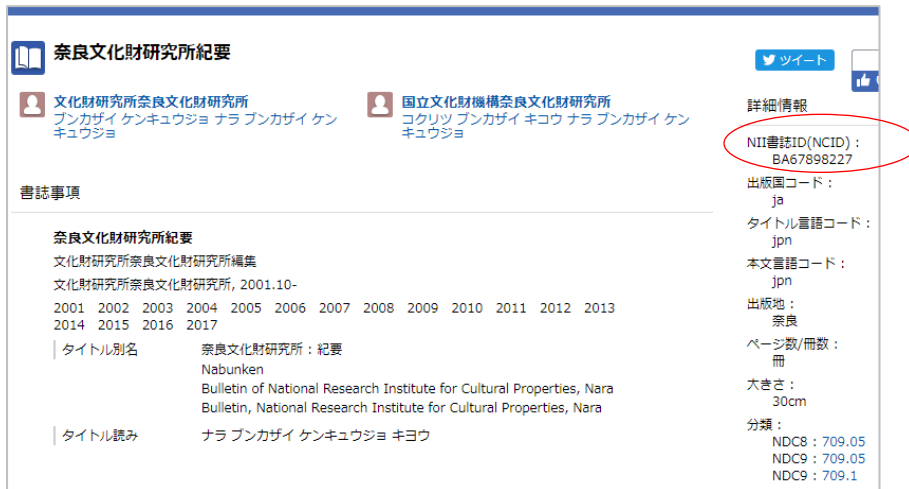 奈良文化財研究所紀要
文化財研究所奈良文化財研究所
ブンカザイ ケンキュウジョ ナラ ブンカザイ ケン
キュウジョ
国立文化財機構奈良文化財研究所
コクリツ ブンカザイ キコウ ナラ ブンカザイ ケン
キュウジョ
書誌事項
奈良文化財研究所紀要
文化財研究所奈良文化財研究所編集
文化財研究所奈良文化財研究所, 2001.10-
2001 2002 2003 2004 2005 2006 2007 2008 2009 2010 2011 2012 2013
2014 2015 2016 2017
タイトル別名 奈良文化財研究所 : 紀要
Nabunken
Bulletin of National Research Institute for Cultural Properties, Nara
Bulletin, National Research Institute for Cultural Properties, Nara
タイトル読み ナラ ブンカザイ ケンキュウジョ キヨウ
ツイート
詳細情報
NII書誌ID(NCID) :
BA67898227
出版国コード :
ja
タイトル言語コード :
jpn
本文言語コード :
jpn
出版地 :
奈良
ページ数/冊数 :
冊
大きさ :
30cm
分類 :
NDC8 : 709.05
NDC9 : 709.05
NDC9 : 709.1